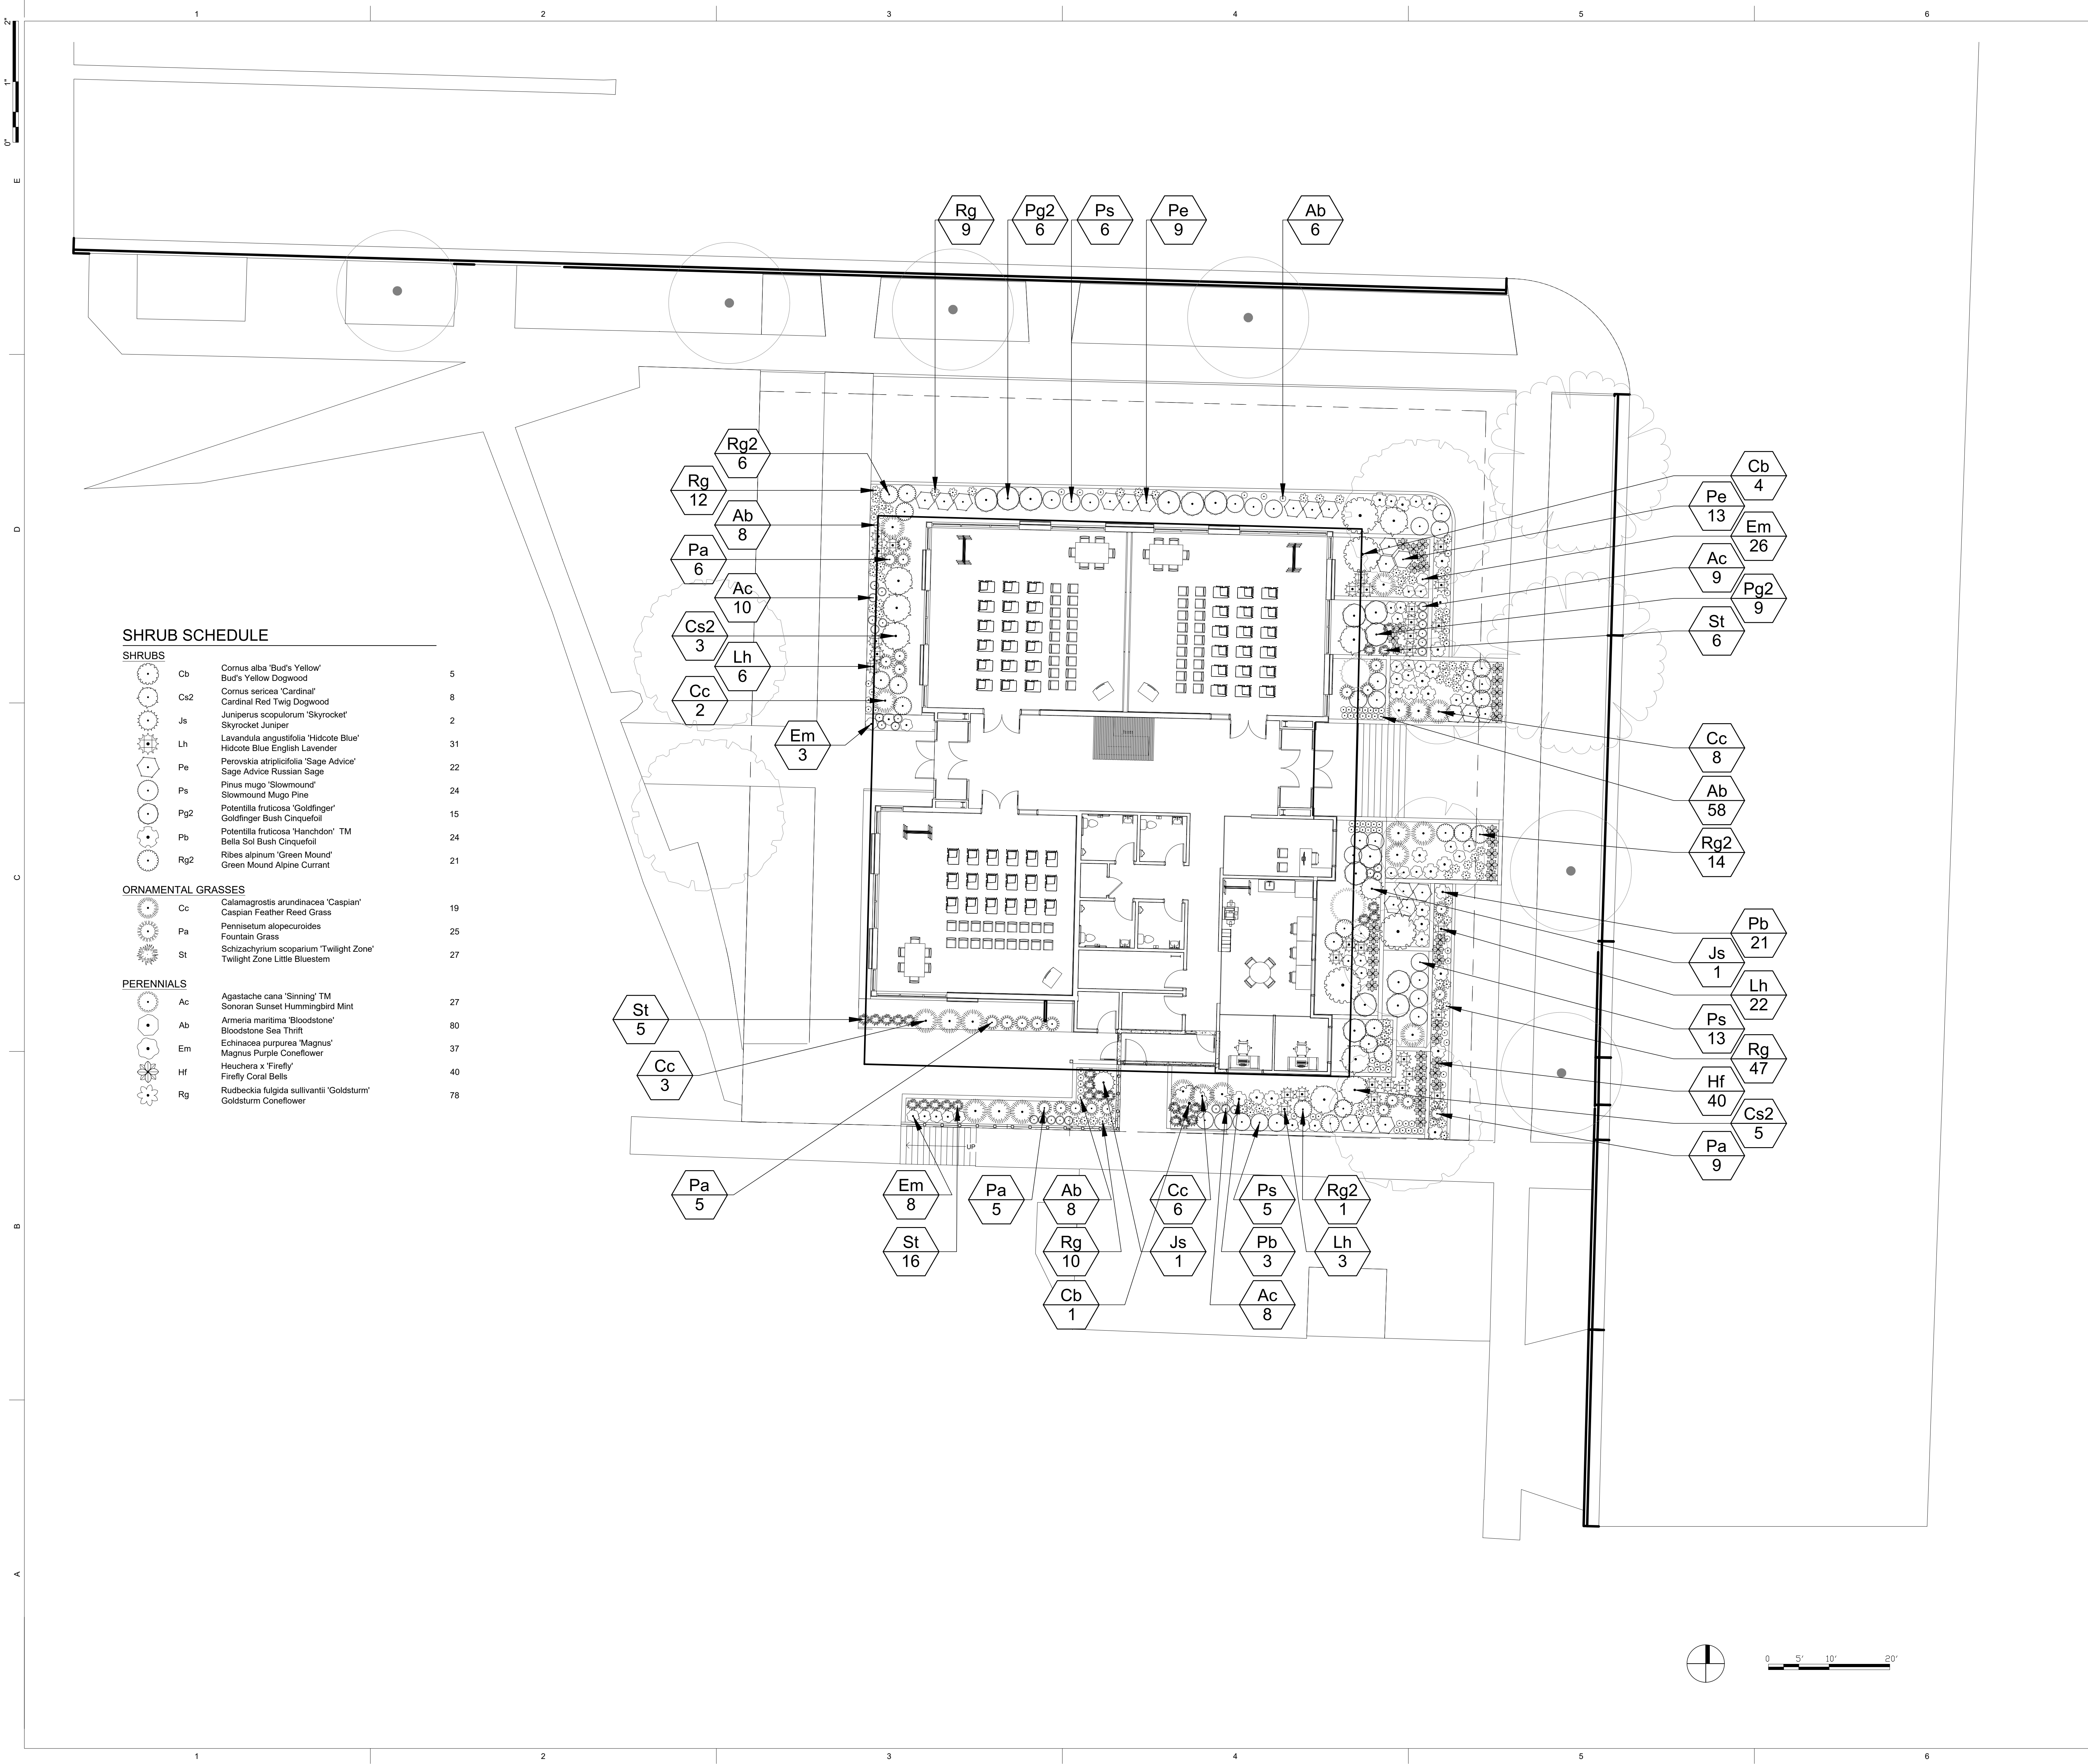 1 2 3 4 5 6
2"
1"
0"
E
D
C
B
A
Rg
9
Pg2
6
Ps
6
Pe
9
Ab
6
Rg2
6
Rg
12
Ab
8
Pa
6
Ac
10
Cs2
3
Lh
6
Cc
2
Em
3
Cb
4
Pe
13
Em
26
Ac
9
Pg2
9
St
6
Cc
8
Ab
58
Rg2
14
Pb
21
Js
1
Lh
22
Ps
13
Rg
47
Hf
40
Cs2
5
Pa
9
SHRUB SCHEDULE
SHRUBS
Cb Cornus alba 'Bud's Yellow' 5
Bud's Yellow Dogwood
Cs2 Cornus sericea 'Cardinal' 8
Cardinal Red Twig Dogwood
Js Juniperus scopulorum 'Skyrocket' 2
Skyrocket Juniper
Lh Lavandula angustifolia 'Hidcote Blue' 31
Hidcote Blue English Lavender
Pe Perovskia atriplicifolia 'Sage Advice' 22
Sage Advice Russian Sage
Ps Pinus mugo 'Slowmound' 24
Slowmound Mugo Pine
Pg2 Potentilla fruticosa 'Goldfinger' 15
Goldfinger Bush Cinquefoil
Pb Potentilla fruticosa 'Hanchdon' TM 24
Bella Sol Bush Cinquefoil
Rg2 Ribes alpinum 'Green Mound' 21
Green Mound Alpine Currant
ORNAMENTAL GRASSES
Cc Calamagrostis arundinacea 'Caspian' 19
Caspian Feather Reed Grass
Pa Pennisetum alopecuroides 25
Fountain Grass
St Schizachyrium scoparium 'Twilight Zone' 27
Twilight Zone Little Bluestem
PERENNIALS
Ac Agastache cana 'Sinning' TM 27
Sonoran Sunset Hummingbird Mint
Ab Armeria maritima 'Bloodstone' 80
Bloodstone Sea Thrift
Em Echinacea purpurea 'Magnus' 37
Magnus Purple Coneflower
Hf Heuchera x 'Firefly' 40
Firefly Coral Bells
Rg Rudbeckia fulgida sullivantii 'Goldsturm' 78
Goldsturm Coneflower
St
5
Cc
3
Pa
5
UP
Em
8
Pa
5
Ab
8
Cc
6
Ps
5
Rg2
1
St
16
Rg
10
Js
1
Pb
3
Lh
3
Cb
1
Ac
8
0 5' 10' 20'
1 2 3 4 5 6